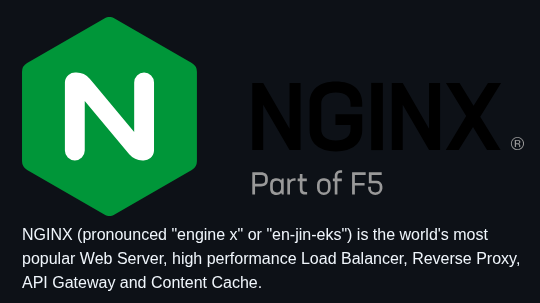 N
NGINX ®
Part of F5
NGINX (pronounced "engine x" or "en-jin-eks") is the world's most
popular Web Server, high performance Load Balancer, Reverse Proxy,
API Gateway and Content Cache.